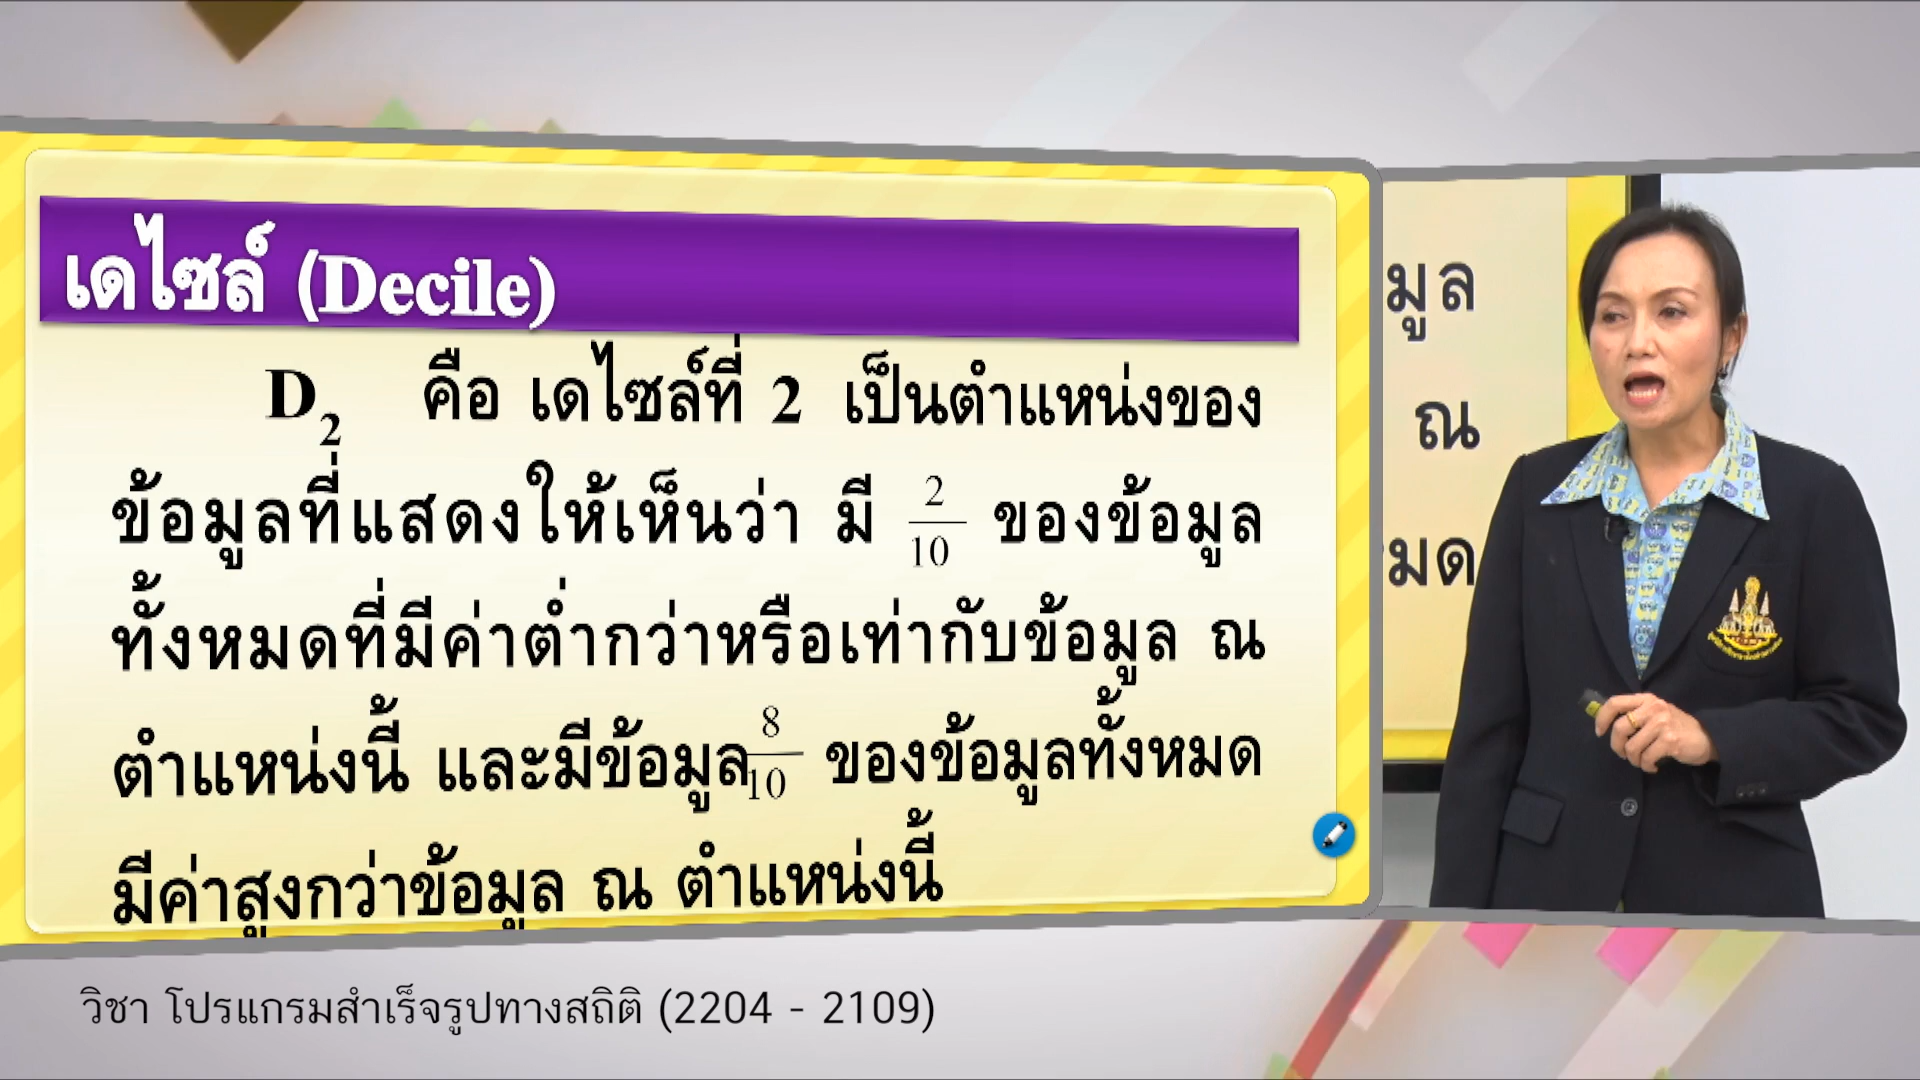 เดไซล์ (Decile)
D2 คือ เดไซล์ที่ 2 เป็นตำแหน่งของ
ข้อมูลที่แสดงให้เห็นว่า มี 2/10 ของข้อมูล
ทั้งหมดที่มีค่าต่ำกว่าหรือเท่ากับข้อมูล ณ
ตำแหน่งนี้ และมีข้อมูล 8/10 ของข้อมูลทั้งหมด
มีค่าสูงกว่าข้อมูล ณ ตำแหน่งนี้
มูล
ณ
มด
วิชา โปรแกรมสำเร็จรูปทางสถิติ (2204 - 2109)